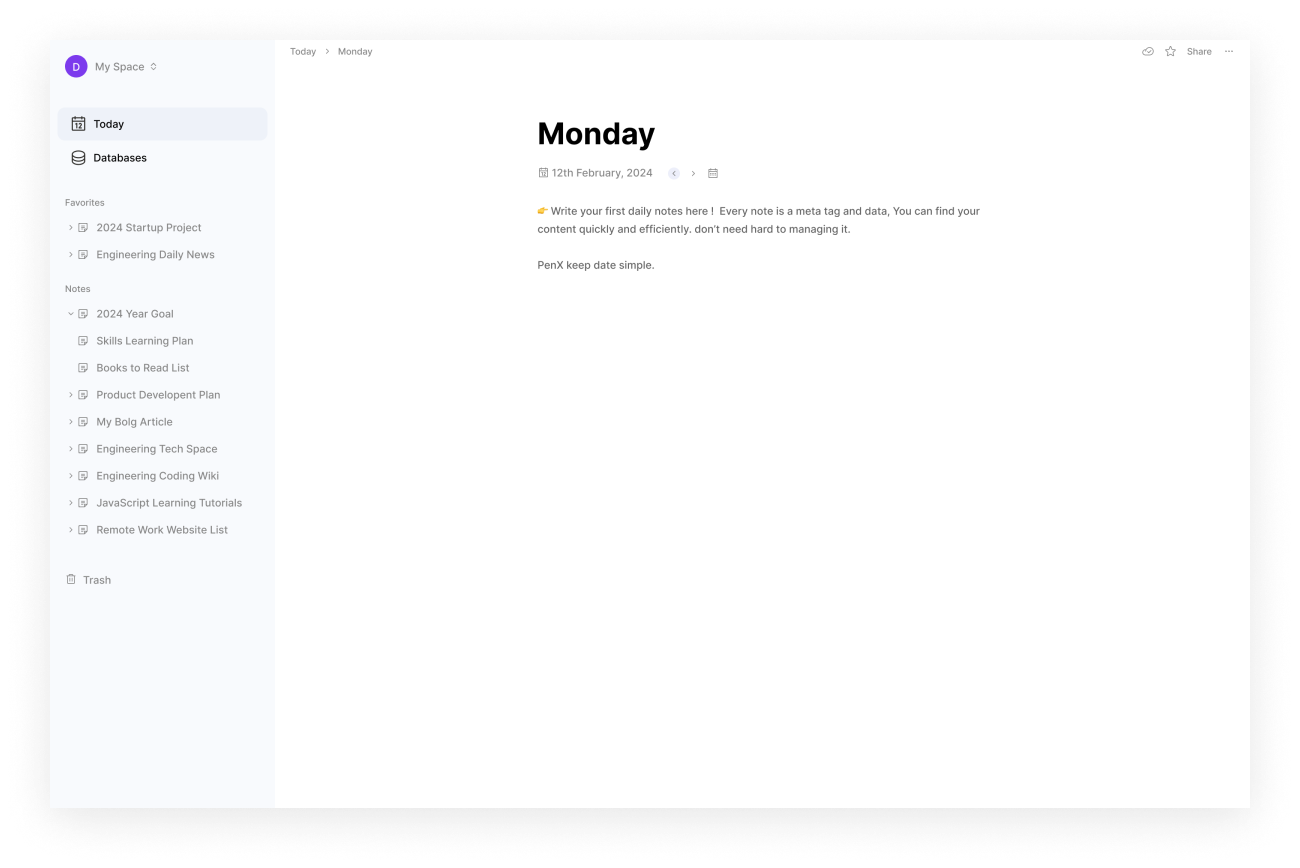 D My Space
Today > Monday
Share
12 Today
Databases
Favorites
2024 Startup Project
Engineering Daily News
Notes
2024 Year Goal
Skills Learning Plan
Books to Read List
Product Developent Plan
My Bolg Article
Engineering Tech Space
Engineering Coding Wiki
JavaScript Learning Tutorials
Remote Work Website List
Trash
Monday
12th February, 2024
👉 Write your first daily notes here ! Every note is a meta tag and data, You can find your
content quickly and efficiently. don't need hard to managing it.
PenX keep date simple.